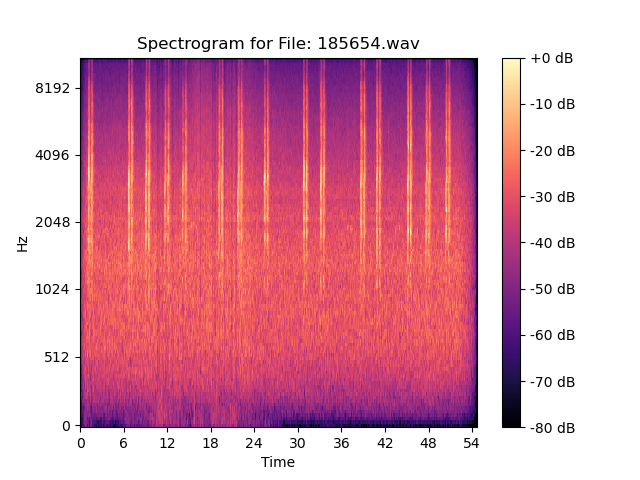 Spectrogram for File: 185654.wav
8192
4096
2048
1024
512
0
Hz
0 6 12 18 24 30 36 42 48 54
Time
+0 dB
-10 dB
-20 dB
-30 dB
-40 dB
-50 dB
-60 dB
-70 dB
-80 dB